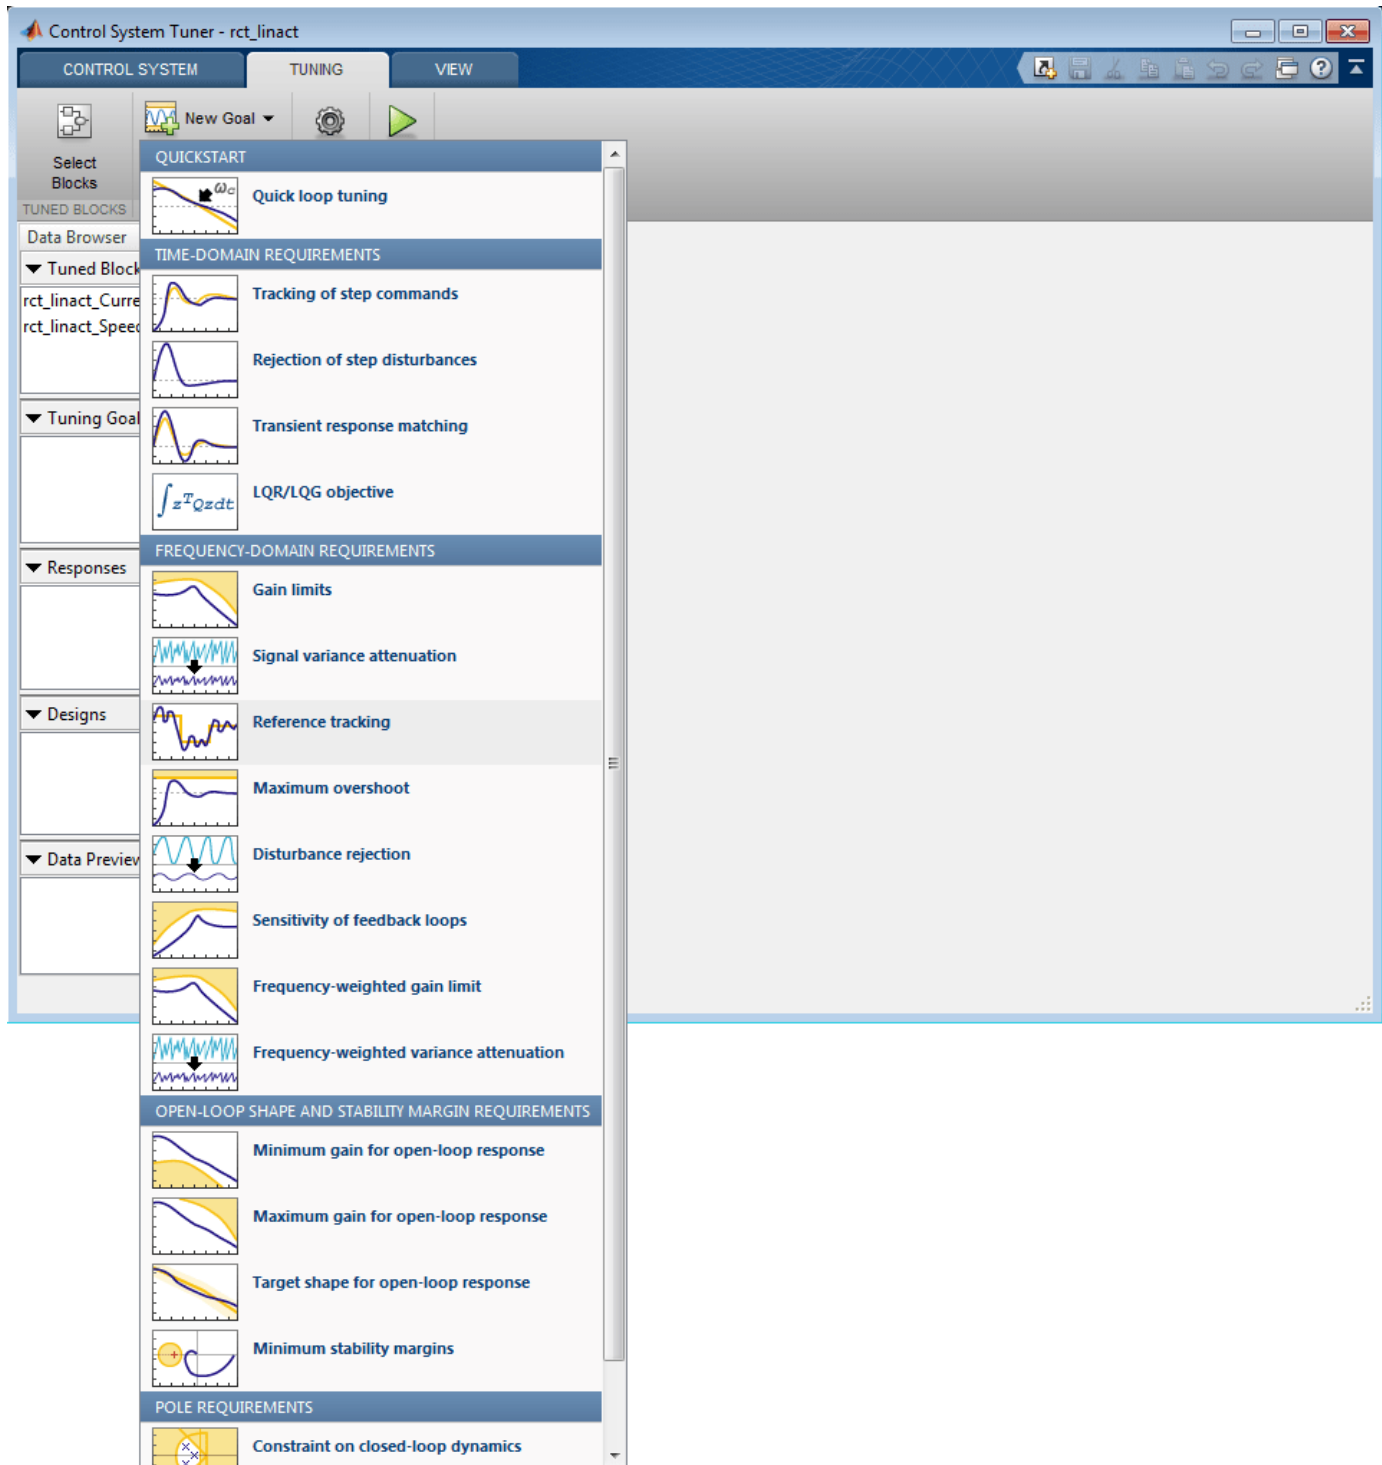 Control System Tuner - rct_linact
CONTROL SYSTEM
TUNING
VIEW
New Goal
Select
Blocks
TUNED BLOCKS
Data Browser
Tuned Block
rct_linact_Curre
rct_linact_Speed
Tuning Goal
Responses
Designs
Data Preview
QUICKSTART
ωc
Quick loop tuning
TIME-DOMAIN REQUIREMENTS
Tracking of step commands
Rejection of step disturbances
Transient response matching
∫zᵀQzdt
LQR/LQG objective
FREQUENCY-DOMAIN REQUIREMENTS
Gain limits
Signal variance attenuation
Reference tracking
Maximum overshoot
Disturbance rejection
Sensitivity of feedback loops
Frequency-weighted gain limit
Frequency-weighted variance attenuation
OPEN-LOOP SHAPE AND STABILITY MARGIN REQUIREMENTS
Minimum gain for open-loop response
Maximum gain for open-loop response
Target shape for open-loop response
Minimum stability margins
POLE REQUIREMENTS
Constraint on closed-loop dynamics